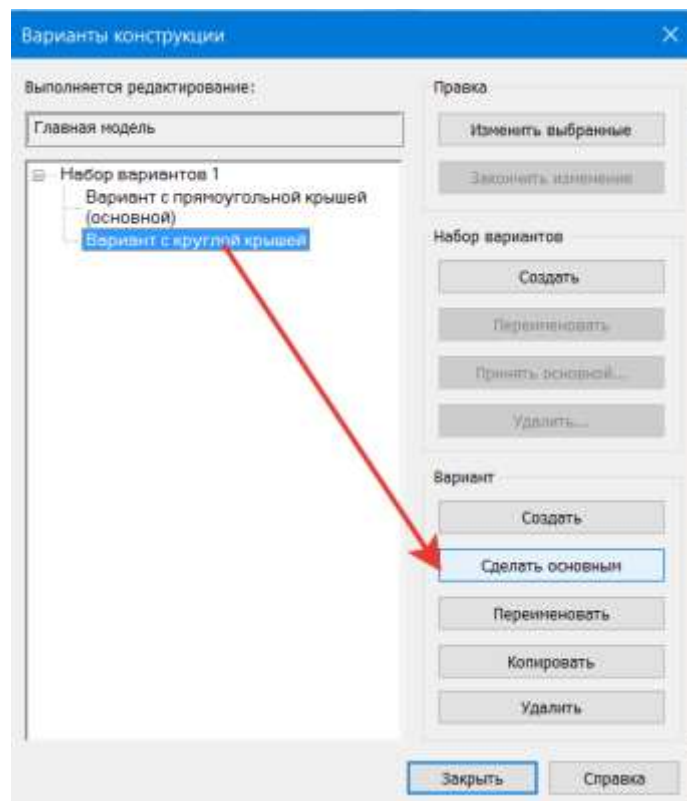 Варианты конструкции
Выполняется редактирование:
Главная модель
Набор вариантов 1
Вариант с прямоугольной крышей
(основной)
Вариант с круглой крышей
Правка
Изменить выбранные
Закончить изменение
Набор вариантов
Создать
Переименовать
Принять основной...
Удалить...
Вариант
Создать
Сделать основным
Переименовать
Копировать
Удалить
Закрыть
Справка